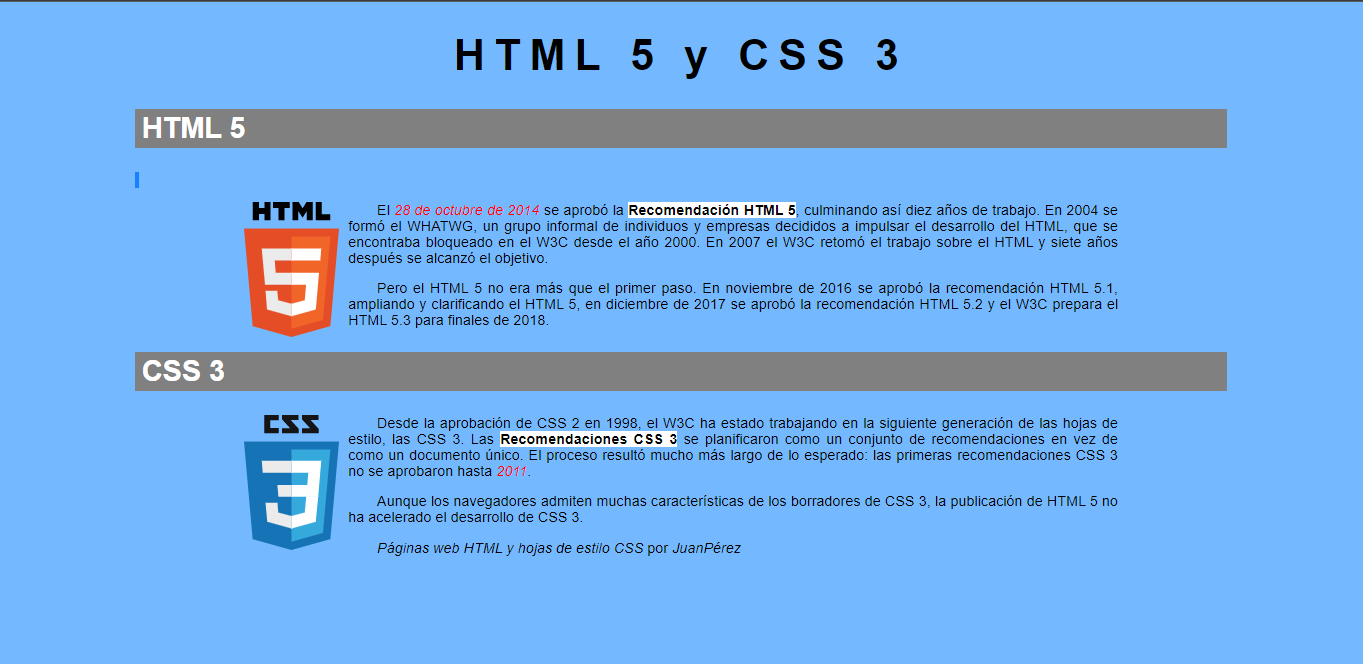 HTML 5 y CSS 3
HTML 5
HTML
5
El 28 de octubre de 2014 se aprobó la Recomendación HTML 5, culminando así diez años de trabajo. En 2004 se
formó el WHATWG, un grupo informal de individuos y empresas decididos a impulsar el desarrollo del HTML, que se
encontraba bloqueado en el W3C desde el año 2000. En 2007 el W3C retomó el trabajo sobre el HTML y siete años
después se alcanzó el objetivo.
Pero el HTML 5 no era más que el primer paso. En noviembre de 2016 se aprobó la recomendación HTML 5.1,
ampliando y clarificando el HTML 5, en diciembre de 2017 se aprobó la recomendación HTML 5.2 y el W3C prepara el
HTML 5.3 para finales de 2018.
CSS 3
CSS
3
Desde la aprobación de CSS 2 en 1998, el W3C ha estado trabajando en la siguiente generación de las hojas de
estilo, las CSS 3. Las Recomendaciones CSS 3 se planificaron como un conjunto de recomendaciones en vez de
como un documento único. El proceso resultó mucho más largo de lo esperado: las primeras recomendaciones CSS 3
no se aprobaron hasta 2011.
Aunque los navegadores admiten muchas características de los borradores de CSS 3, la publicación de HTML 5 no
ha acelerado el desarrollo de CSS 3.
Páginas web HTML y hojas de estilo CSS por JuanPérez